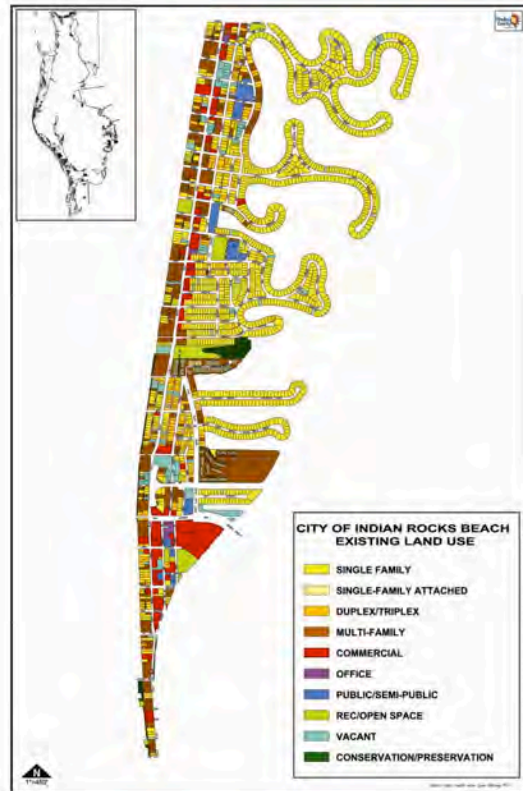 CITY OF INDIAN ROCKS BEACH
EXISTING LAND USE
SINGLE FAMILY
SINGLE-FAMILY ATTACHED
DUPLEX/TRIPLEX
MULTI-FAMILY
COMMERCIAL
OFFICE
PUBLIC/SEMI-PUBLIC
REC/OPEN SPACE
VACANT
CONSERVATION/PRESERVATION
N